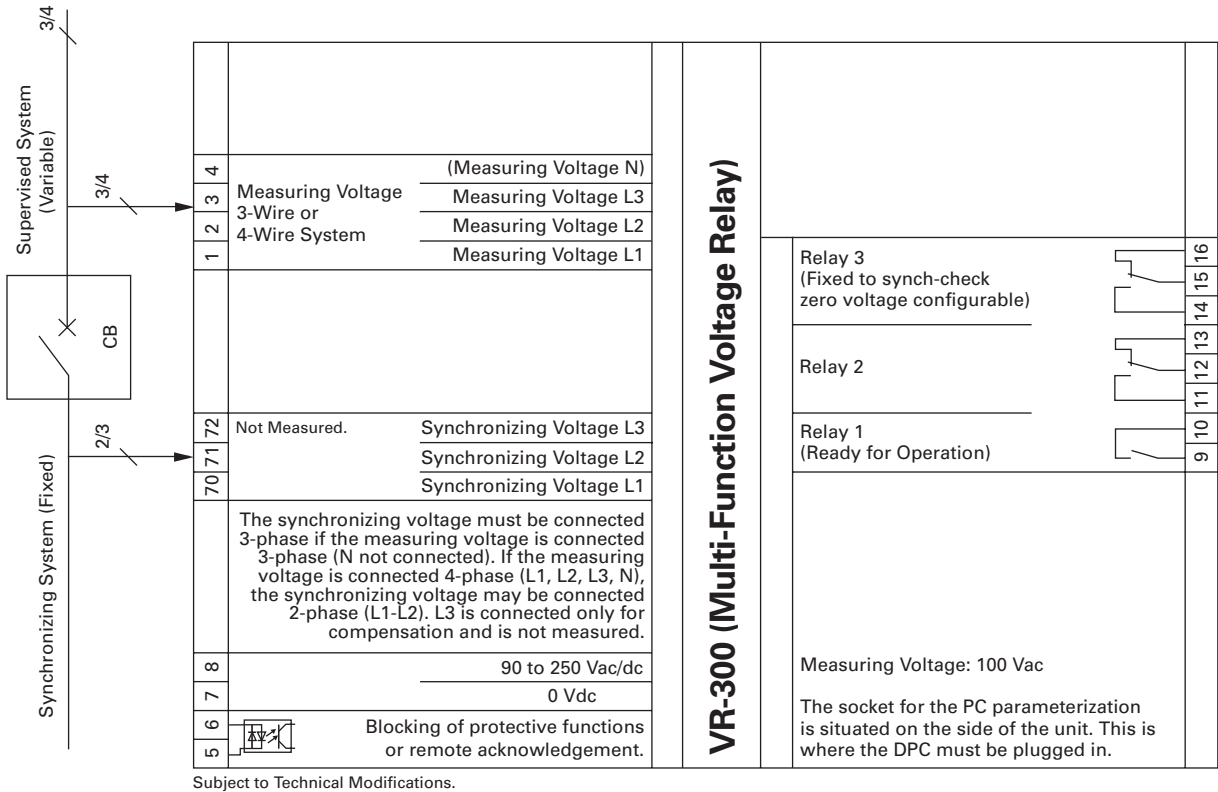 3/4
Supervised System
(Variable)
3/4
CB
2/3
Synchronizing System (Fixed)
4
(Measuring Voltage N)
3
Measuring Voltage L3
2
Measuring Voltage L2
1
Measuring Voltage L1
Measuring Voltage
3-Wire or
4-Wire System
72
Not Measured.
Synchronizing Voltage L3
71
Synchronizing Voltage L2
70
Synchronizing Voltage L1
The synchronizing voltage must be connected
3-phase if the measuring voltage is connected
3-phase (N not connected). If the measuring
voltage is connected 4-phase (L1, L2, L3, N),
the synchronizing voltage may be connected
2-phase (L1-L2). L3 is connected only for
compensation and is not measured.
8
90 to 250 Vac/dc
7
0 Vdc
6
5
Blocking of protective functions
or remote acknowledgement.
VR-300 (Multi-Function Voltage Relay)
Relay 3
(Fixed to synch-check
zero voltage configurable)
16
15
14
Relay 2
13
12
11
Relay 1
(Ready for Operation)
10
9
Measuring Voltage: 100 Vac
The socket for the PC parameterization
is situated on the side of the unit. This is
where the DPC must be plugged in.
Subject to Technical Modifications.